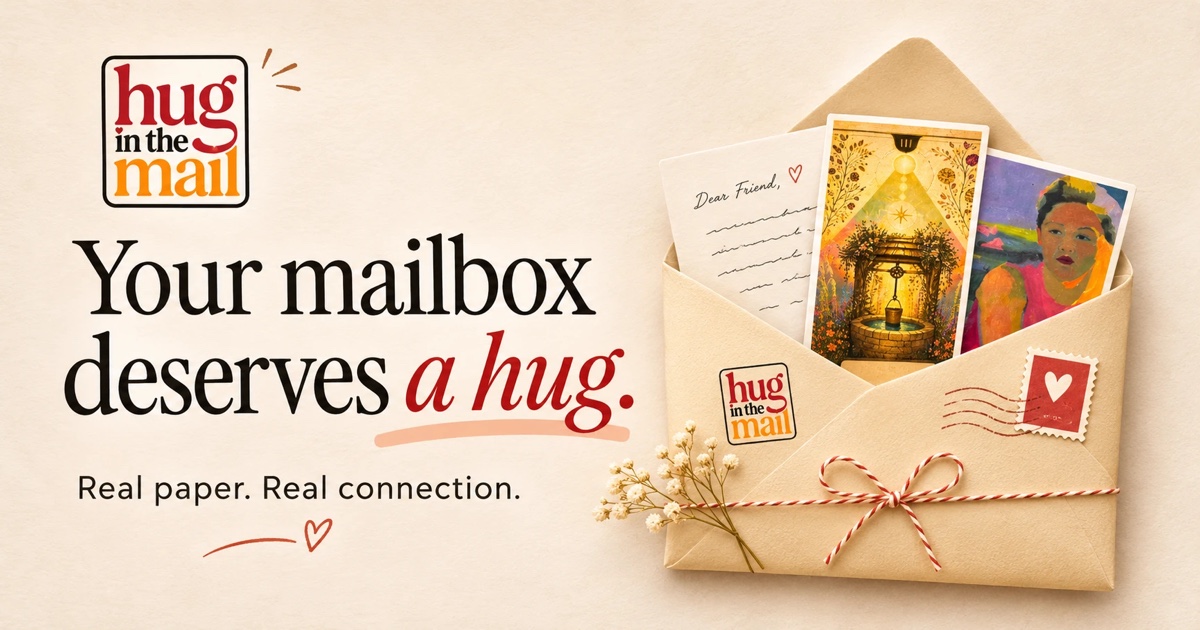 hug
in the
mail
Your mailbox
deserves a hug.
Real paper. Real connection.
Dear Friend,
III
hug
in the
mail